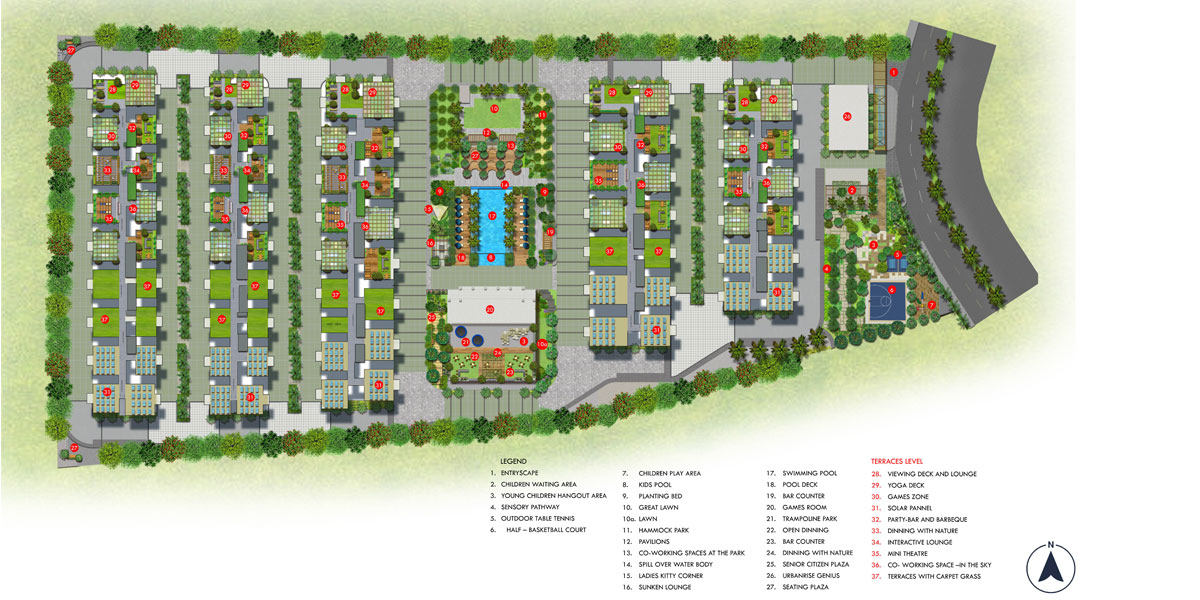 LEGEND
1. ENTRYSCAPE
2. CHILDREN WAITING AREA
3. YOUNG CHILDREN HANGOUT AREA
4. SENSORY PATHWAY
5. OUTDOOR TABLE TENNIS
6. HALF – BASKETBALL COURT
7. CHILDREN PLAY AREA
8. KIDS POOL
9. PLANTING BED
10. GREAT LAWN
10a. LAWN
11. HAMMOCK PARK
12. PAVILIONS
13. CO-WORKING SPACES AT THE PARK
14. SPILL OVER WATER BODY
15. LADIES KITTY CORNER
16. SUNKEN LOUNGE
17. SWIMMING POOL
18. POOL DECK
19. BAR COUNTER
20. GAMES ROOM
21. TRAMPOLINE PARK
22. OPEN DINNING
23. BAR COUNTER
24. DINNING WITH NATURE
25. SENIOR CITIZEN PLAZA
26. URBANRISE GENIUS
27. SEATING PLAZA
TERRACES LEVEL
28. VIEWING DECK AND LOUNGE
29. YOGA DECK
30. GAMES ZONE
31. SOLAR PANNEL
32. PARTY-BAR AND BARBEQUE
33. DINNING WITH NATURE
34. INTERACTIVE LOUNGE
35. MINI THEATRE
36. CO- WORKING SPACE –IN THE SKY
37. TERRACES WITH CARPET GRASS
N